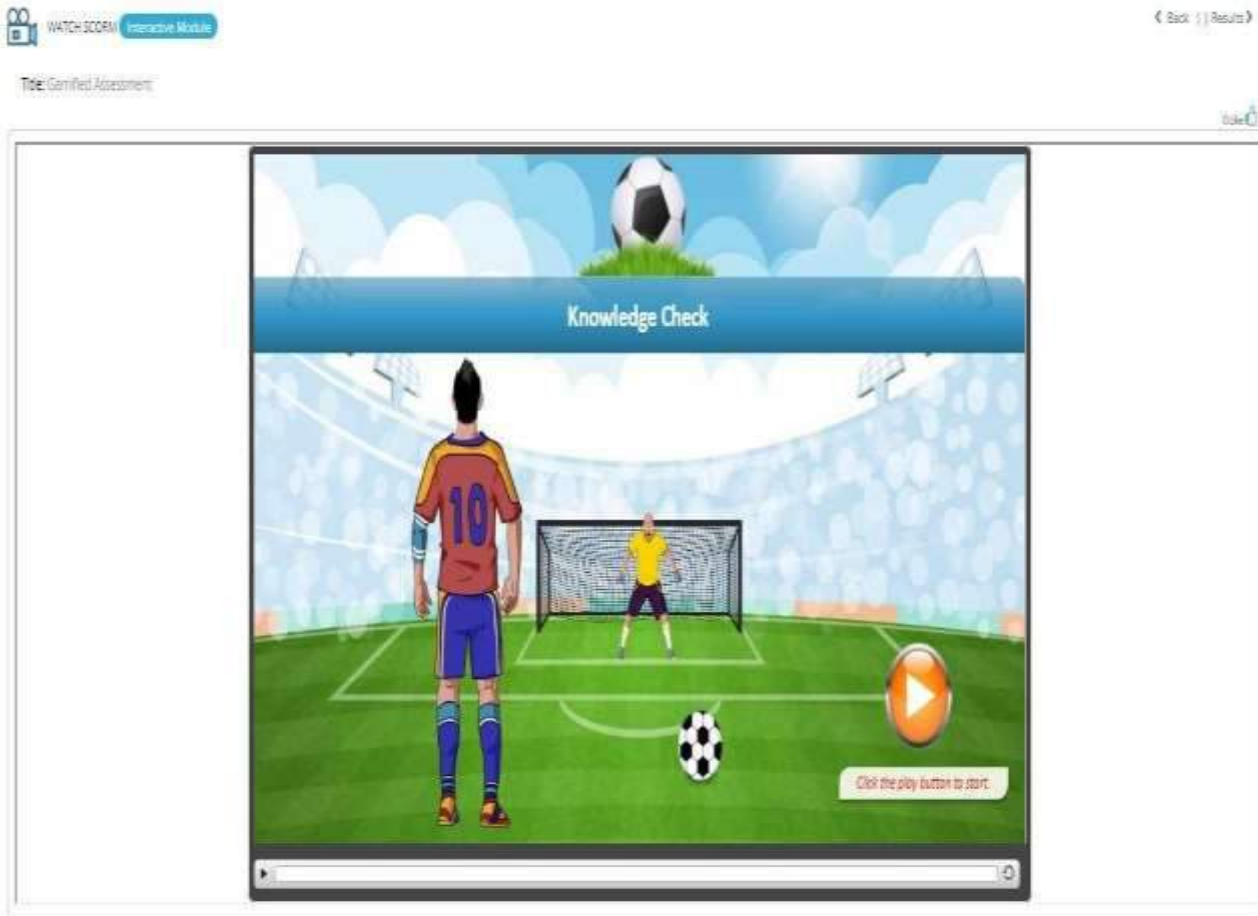 WATCH SCORM Interactive Module
Back | | Results
Title: Gamified Assessment
Knowledge Check
10
Click the play button to start.